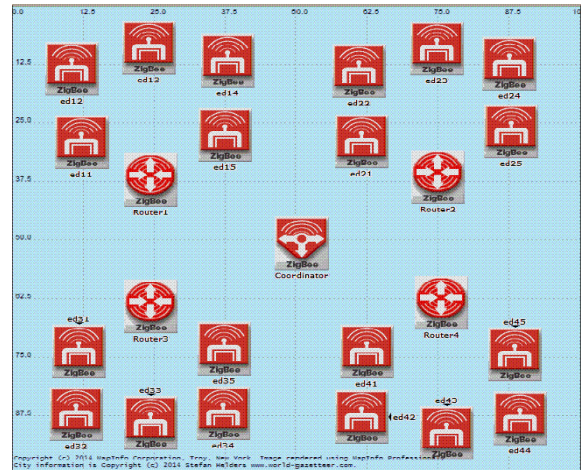 0.0 12.5 25.0 37.5 50.0 62.5 75.0 87.5 10
12.5
25.0
37.5
50.0
62.5
75.0
87.5
ZigBee
ed12
ZigBee
ed13
ZigBee
ed14
ZigBee
ed22
ZigBee
ed23
ZigBee
ed24
ZigBee
ed11
ZigBee
ed15
ZigBee
ed21
ZigBee
ed25
ZigBee
Router1
ZigBee
Router2
ZigBee
Coordinator
ZigBee
Router3
ZigBee
Router4
ed31
ZigBee
ZigBee
ed35
ZigBee
ed41
ed45
ZigBee
ZigBee
ed32
ed33
ZigBee
ZigBee
ed34
ZigBee
ed42
ed43
ZigBee
ZigBee
ed44
Copyright (c) 2014 MapInfo Corporation, Troy, New York. Image rendered using MapInfo Professional
City information is Copyright (c) 2014 Stefan Helders www.world-gazetteer.com.